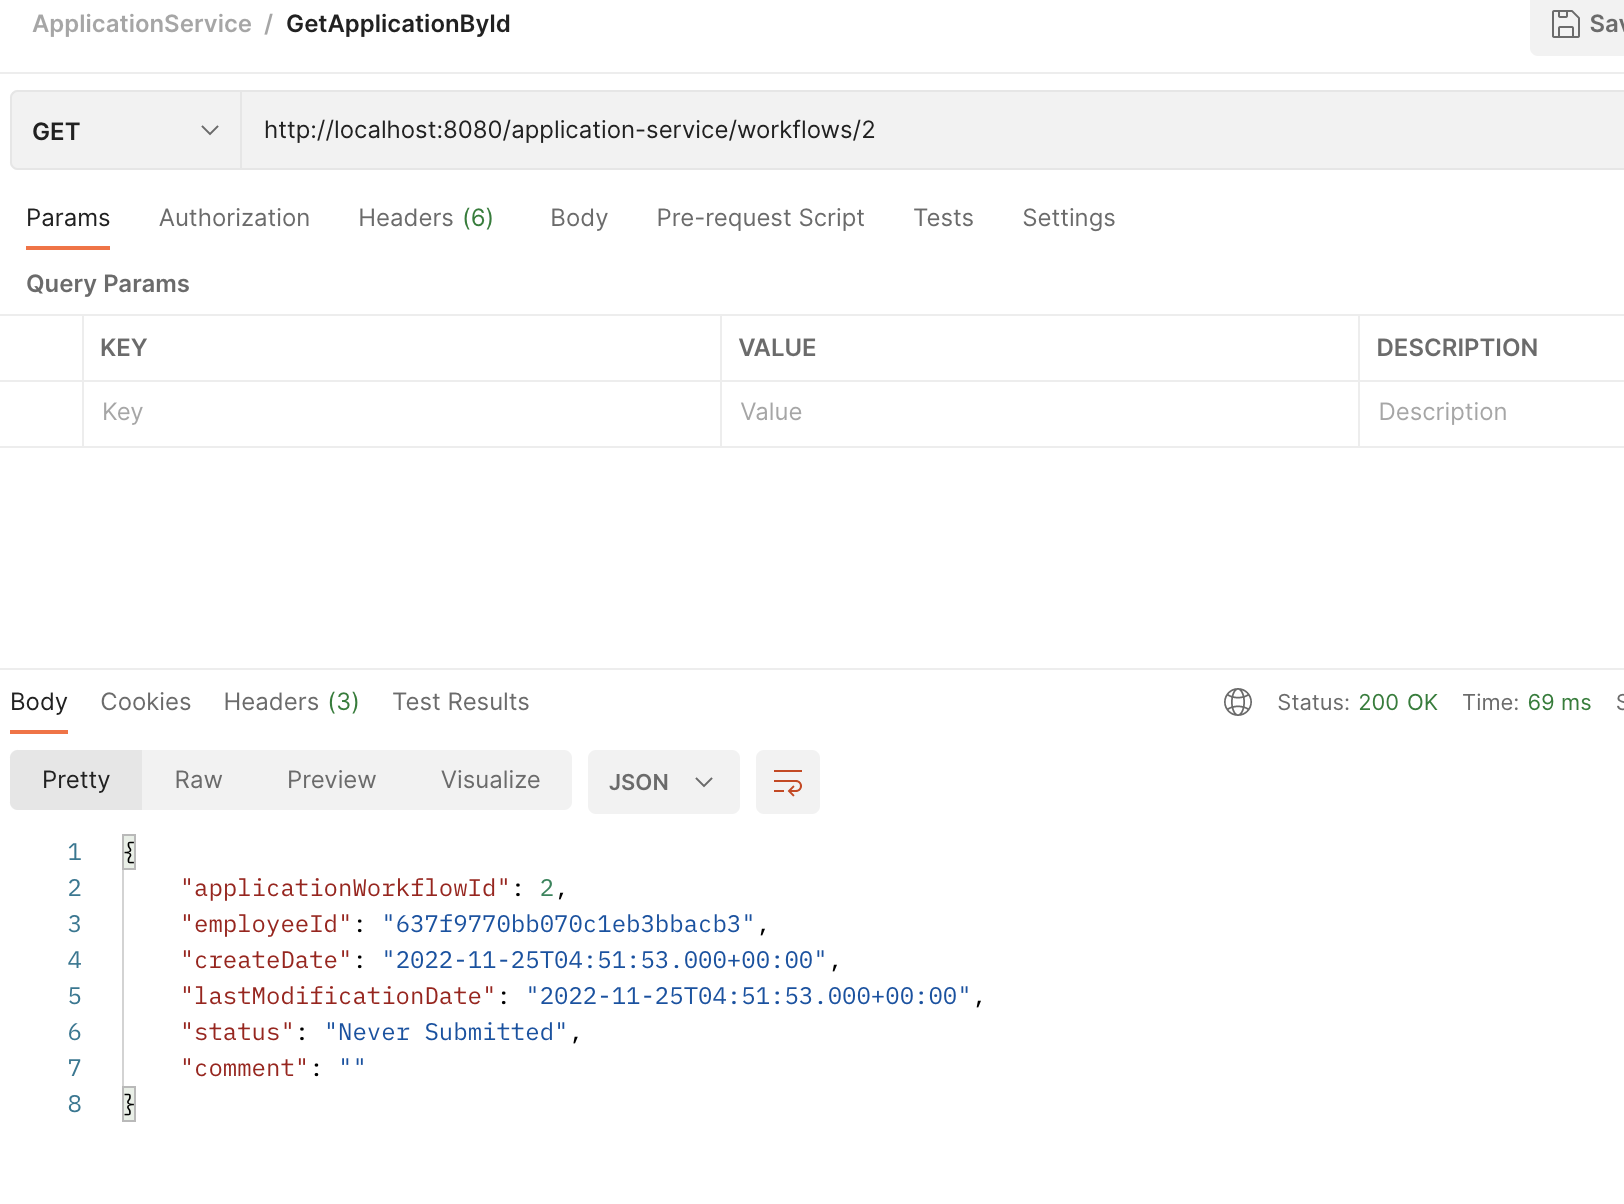 ApplicationService / GetApplicationById
GET http://localhost:8080/application-service/workflows/2
Params Authorization Headers (6) Body Pre-request Script Tests Settings
Query Params
KEY VALUE DESCRIPTION
Key Value Description
Body Cookies Headers (3) Test Results Status: 200 OK Time: 69 ms
Pretty Raw Preview Visualize JSON
1 {
2 "applicationWorkflowId": 2,
3 "employeeId": "637f9770bb070c1eb3bbacb3",
4 "createDate": "2022-11-25T04:51:53.000+00:00",
5 "lastModificationDate": "2022-11-25T04:51:53.000+00:00",
6 "status": "Never Submitted",
7 "comment": ""
8 }